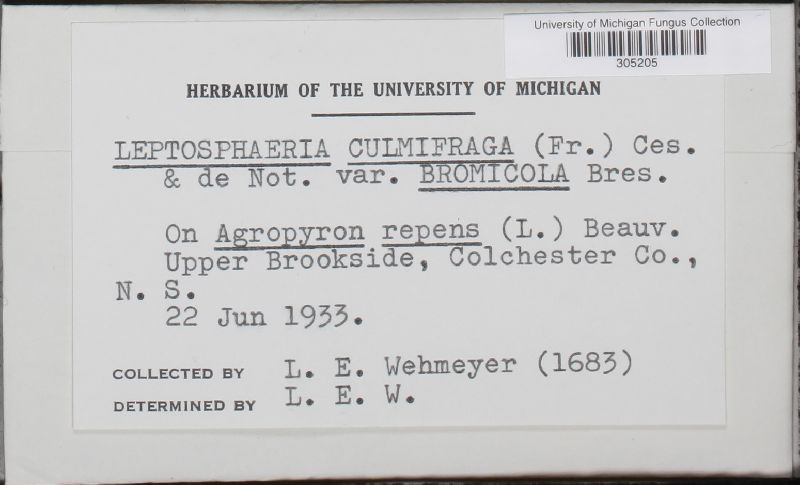 University of Michigan Fungus Collection
305205
HERBARIUM OF THE UNIVERSITY OF MICHIGAN
LEPTOSPHAERIA CULMIFRAGA (Fr.) Ces.
& de Not. var. BROMICOLA Bres.
On Agropyron repens (L.) Beauv.
Upper Brookside, Colchester Co.,
N. S.
22 Jun 1933.
COLLECTED BY L. E. Wehmeyer (1683)
DETERMINED BY L. E. W.